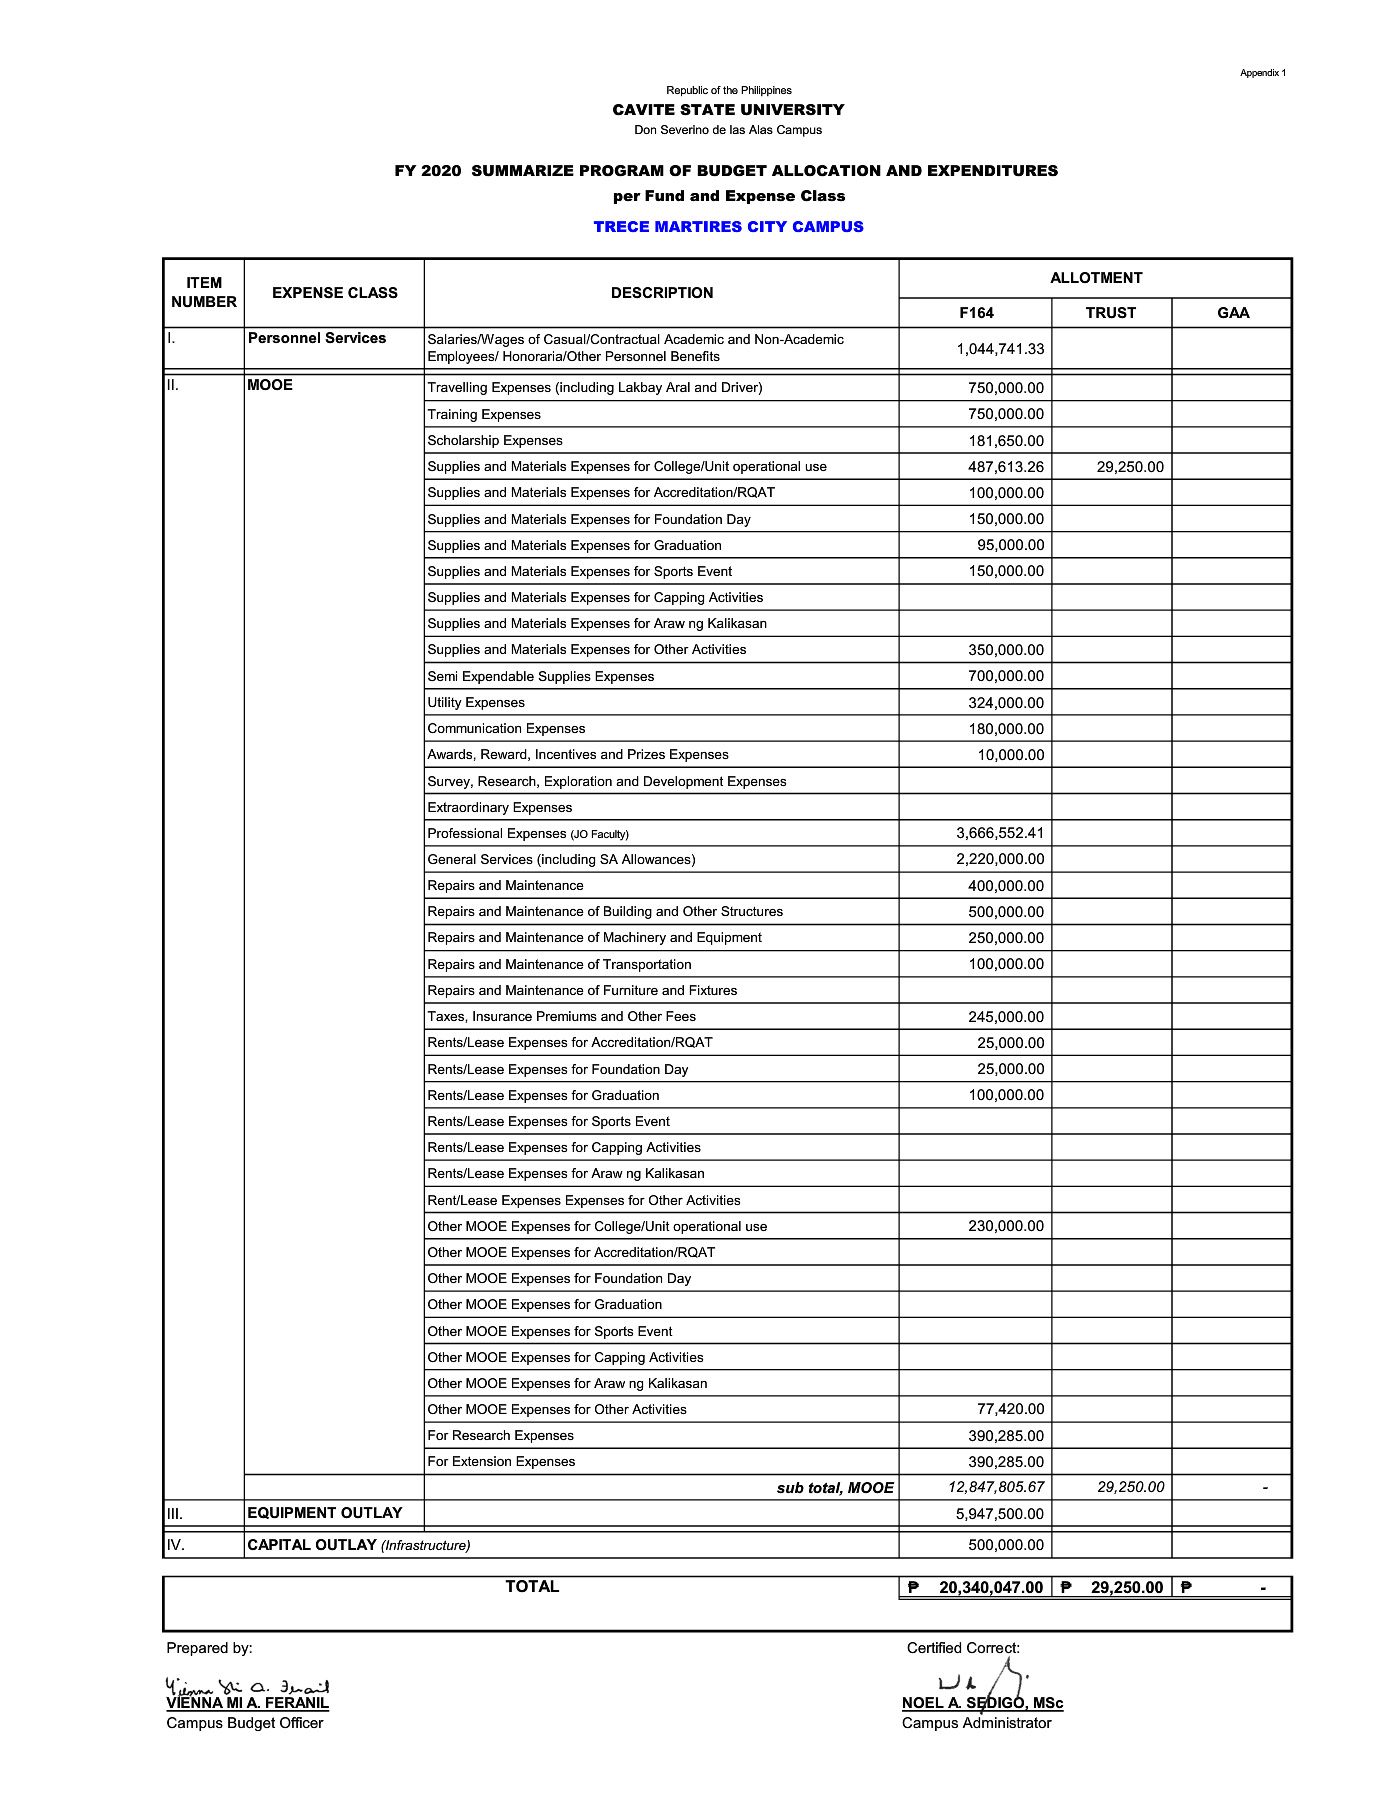 Appendix 1
Republic of the Philippines
CAVITE STATE UNIVERSITY
Don Severino de las Alas Campus
FY 2020 SUMMARIZE PROGRAM OF BUDGET ALLOCATION AND EXPENDITURES
per Fund and Expense Class
TRECE MARTIRES CITY CAMPUS
ITEM NUMBER EXPENSE CLASS DESCRIPTION ALLOTMENT
F164 TRUST GAA
I. Personnel Services Salaries/Wages of Casual/Contractual Academic and Non-Academic
Employees/ Honoraria/Other Personnel Benefits 1,044,741.33
II. MOOE Travelling Expenses (including Lakbay Aral and Driver) 750,000.00
Training Expenses 750,000.00
Scholarship Expenses 181,650.00
Supplies and Materials Expenses for College/Unit operational use 487,613.26 29,250.00
Supplies and Materials Expenses for Accreditation/RQAT 100,000.00
Supplies and Materials Expenses for Foundation Day 150,000.00
Supplies and Materials Expenses for Graduation 95,000.00
Supplies and Materials Expenses for Sports Event 150,000.00
Supplies and Materials Expenses for Capping Activities
Supplies and Materials Expenses for Araw ng Kalikasan
Supplies and Materials Expenses for Other Activities 350,000.00
Semi Expendable Supplies Expenses 700,000.00
Utility Expenses 324,000.00
Communication Expenses 180,000.00
Awards, Reward, Incentives and Prizes Expenses 10,000.00
Survey, Research, Exploration and Development Expenses
Extraordinary Expenses
Professional Expenses (JO Faculty) 3,666,552.41
General Services (including SA Allowances) 2,220,000.00
Repairs and Maintenance 400,000.00
Repairs and Maintenance of Building and Other Structures 500,000.00
Repairs and Maintenance of Machinery and Equipment 250,000.00
Repairs and Maintenance of Transportation 100,000.00
Repairs and Maintenance of Furniture and Fixtures
Taxes, Insurance Premiums and Other Fees 245,000.00
Rents/Lease Expenses for Accreditation/RQAT 25,000.00
Rents/Lease Expenses for Foundation Day 25,000.00
Rents/Lease Expenses for Graduation 100,000.00
Rents/Lease Expenses for Sports Event
Rents/Lease Expenses for Capping Activities
Rents/Lease Expenses for Araw ng Kalikasan
Rent/Lease Expenses Expenses for Other Activities
Other MOOE Expenses for College/Unit operational use 230,000.00
Other MOOE Expenses for Accreditation/RQAT
Other MOOE Expenses for Foundation Day
Other MOOE Expenses for Graduation
Other MOOE Expenses for Sports Event
Other MOOE Expenses for Capping Activities
Other MOOE Expenses for Araw ng Kalikasan
Other MOOE Expenses for Other Activities 77,420.00
For Research Expenses 390,285.00
For Extension Expenses 390,285.00
sub total, MOOE 12,847,805.67 29,250.00 -
III. EQUIPMENT OUTLAY 5,947,500.00
IV. CAPITAL OUTLAY (Infrastructure) 500,000.00
TOTAL ₱ 20,340,047.00 ₱ 29,250.00 ₱ -
Prepared by: Certified Correct:
VIENNA MI A. FERANIL NOEL A. SEDIGO, MSc
Campus Budget Officer Campus Administrator